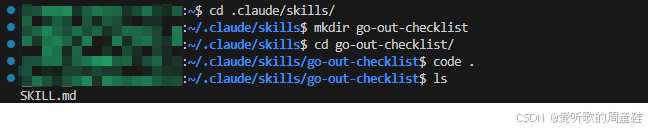 :~$ cd .claude/skills/
:~/.claude/skills$ mkdir go-out-checklist
:~/.claude/skills$ cd go-out-checklist/
:~/.claude/skills/go-out-checklist$ code .
:~/.claude/skills/go-out-checklist$ ls
SKILL.md
CSDN @爱听歌的周童鞋